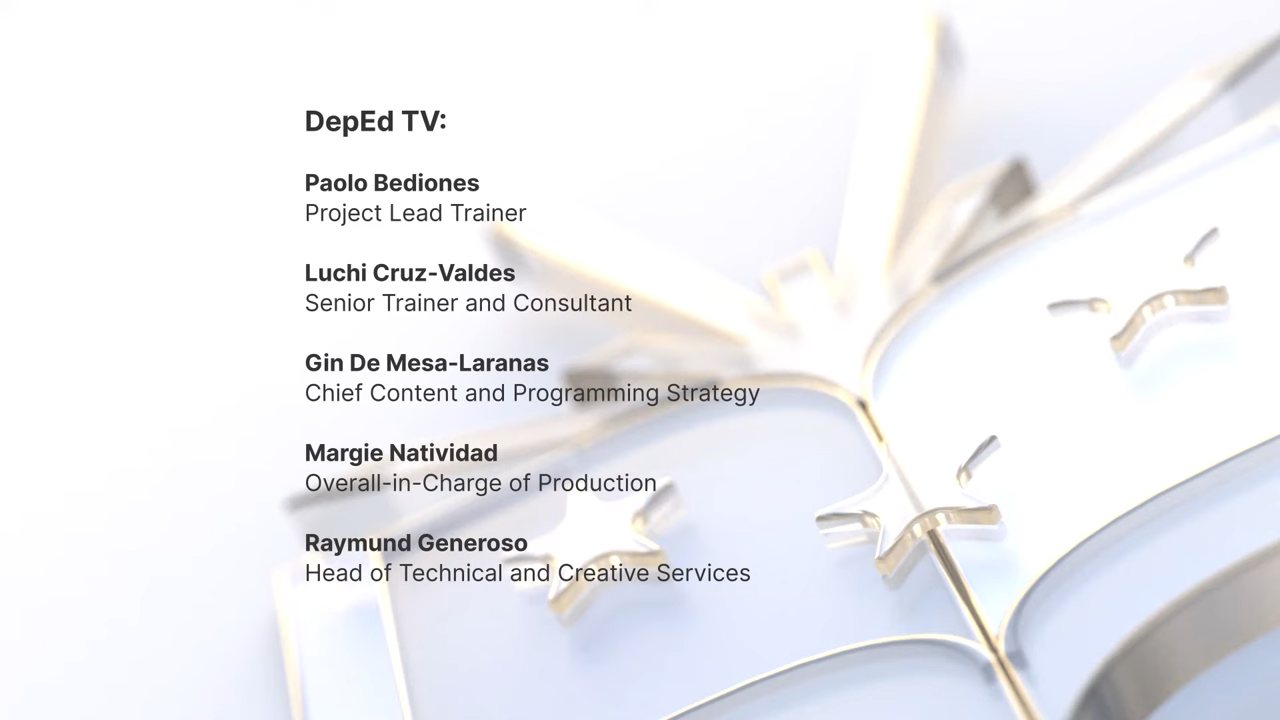 DepEd TV:
Paolo Bediones
Project Lead Trainer
Luchi Cruz-Valdes
Senior Trainer and Consultant
Gin De Mesa-Laranas
Chief Content and Programming Strategy
Margie Natividad
Overall-in-Charge of Production
Raymund Generoso
Head of Technical and Creative Services